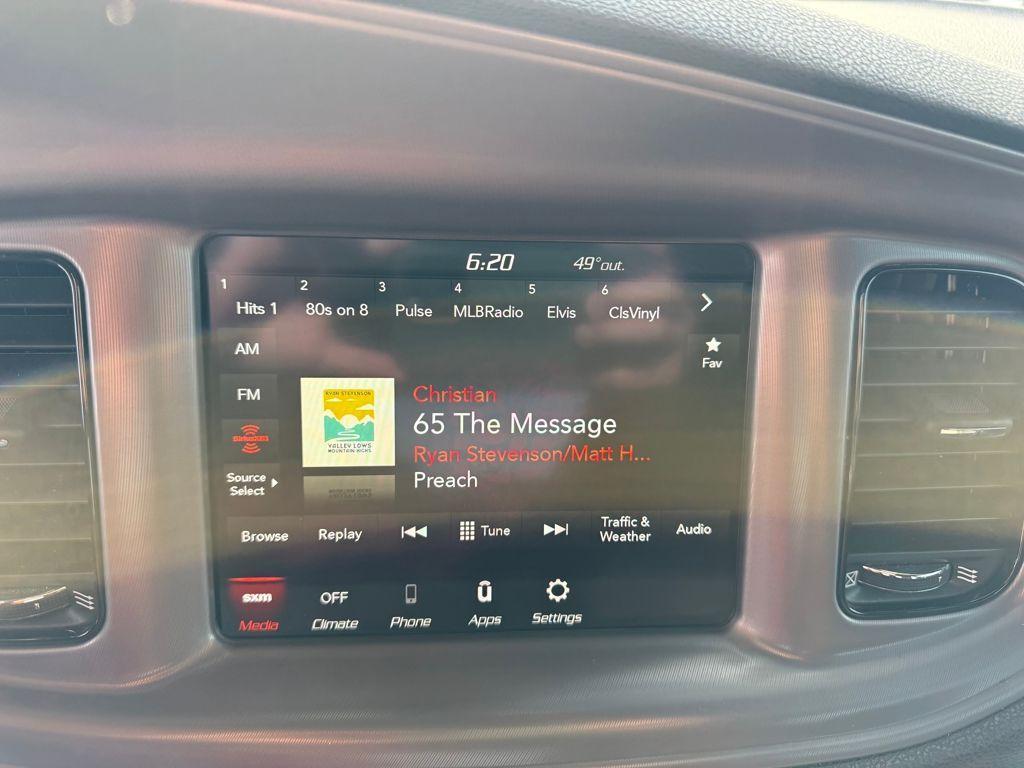 6:20 49° out.
1 2 3 4 5 6
Hits 1 80s on 8 Pulse MLBRadio Elvis ClsVinyl
AM
Fav
FM
RYAN STEVENSON
VALLEY LOWS
MOUNTAIN HIGHS
Christian
65 The Message
Ryan Stevenson/Matt H...
Preach
SiriusXM
Source
Select
Browse Replay Tune Traffic &
Weather Audio
sxm OFF
Media Climate Phone Apps Settings